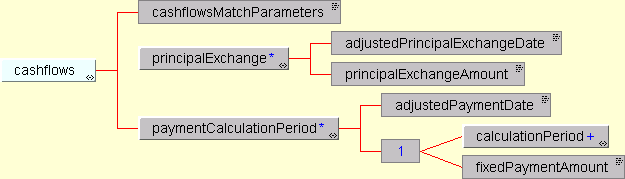 cashflowsMatchParameters
adjustedPrincipalExchangeDate
principalExchange*
cashflows
principalExchangeAmount
adjustedPaymentDate
paymentCalculationPeriod*
calculationPeriod+
1
fixedPaymentAmount